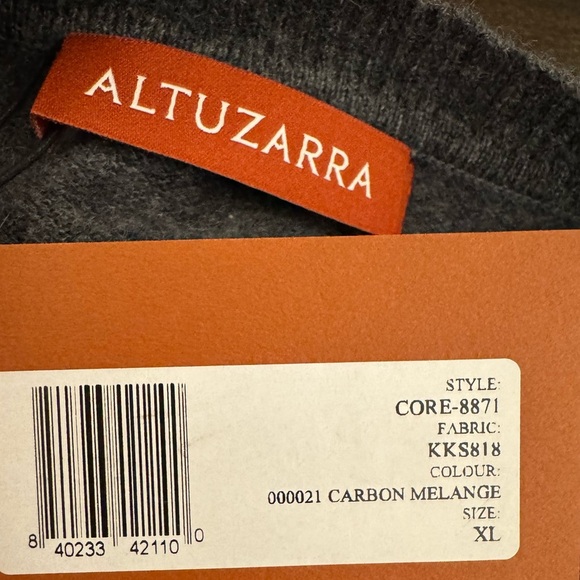 ALTUZARRA
STYLE:
CORE-8871
FABRIC:
KKS818
COLOUR:
000021 CARBON MELANGE
SIZE:
XL
8 40233 42110 0